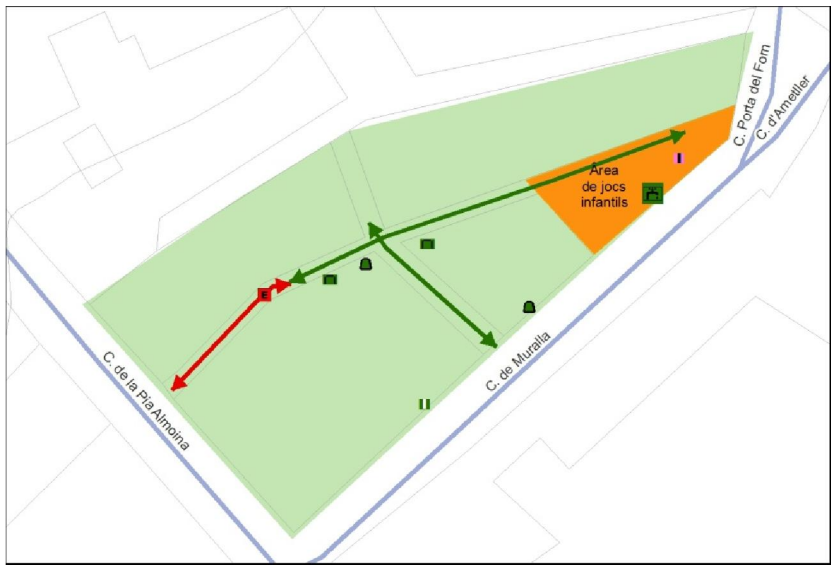 C. Porta del Forn
C. d'Ametller
Àrea
de jocs
infantils
E
I
C. de Muralla
C. de la Pia Almoina